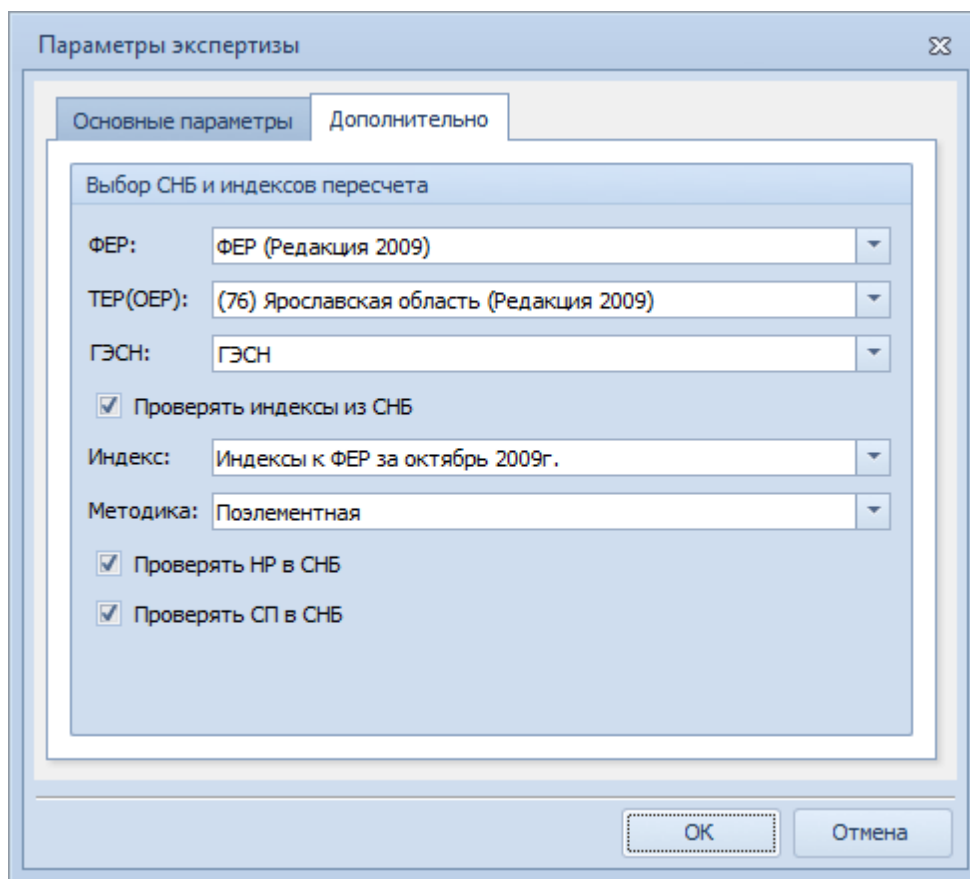 Параметры экспертизы
Основные параметры Дополнительно
Выбор СНБ и индексов пересчета
ФЕР: ФЕР (Редакция 2009)
ТЕР(ОЕР): (76) Ярославская область (Редакция 2009)
ГЭСН: ГЭСН
Проверять индексы из СНБ
Индекс: Индексы к ФЕР за октябрь 2009г.
Методика: Поэлементная
Проверять НР в СНБ
Проверять СП в СНБ
ОК Отмена